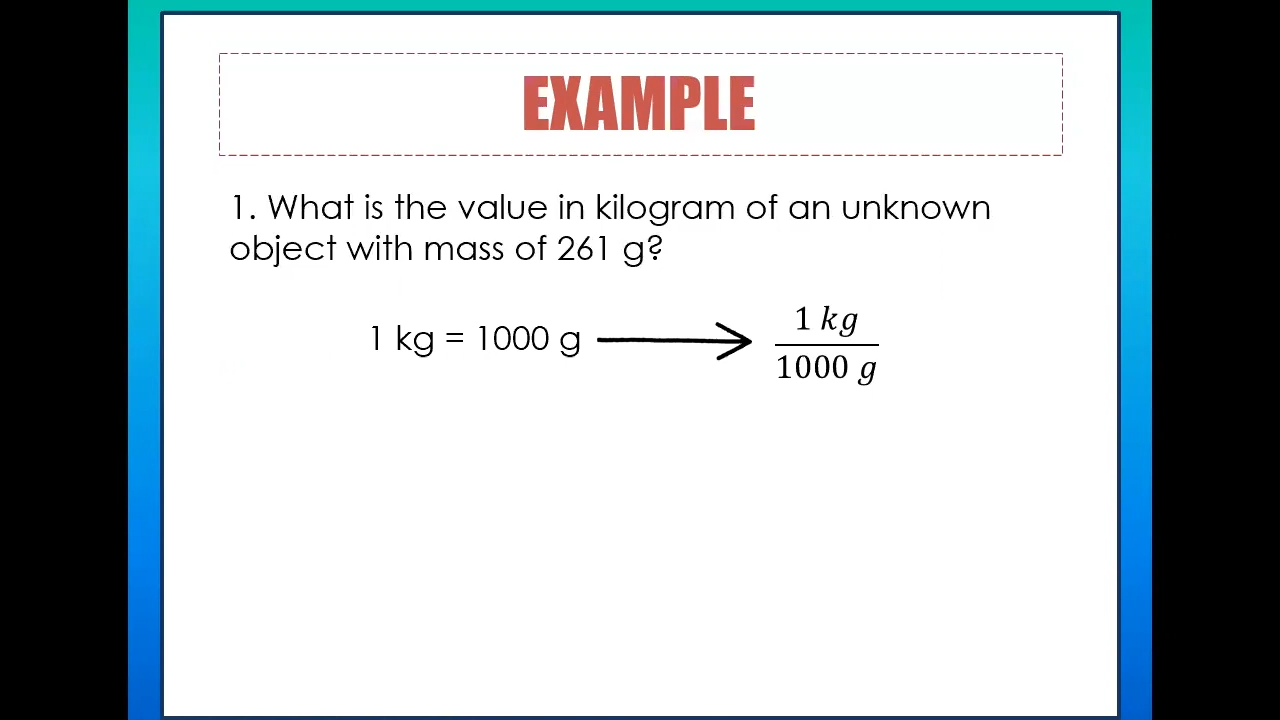 EXAMPLE
1. What is the value in kilogram of an unknown
object with mass of 261 g?
1 kg = 1000 g
1 kg
1000 g